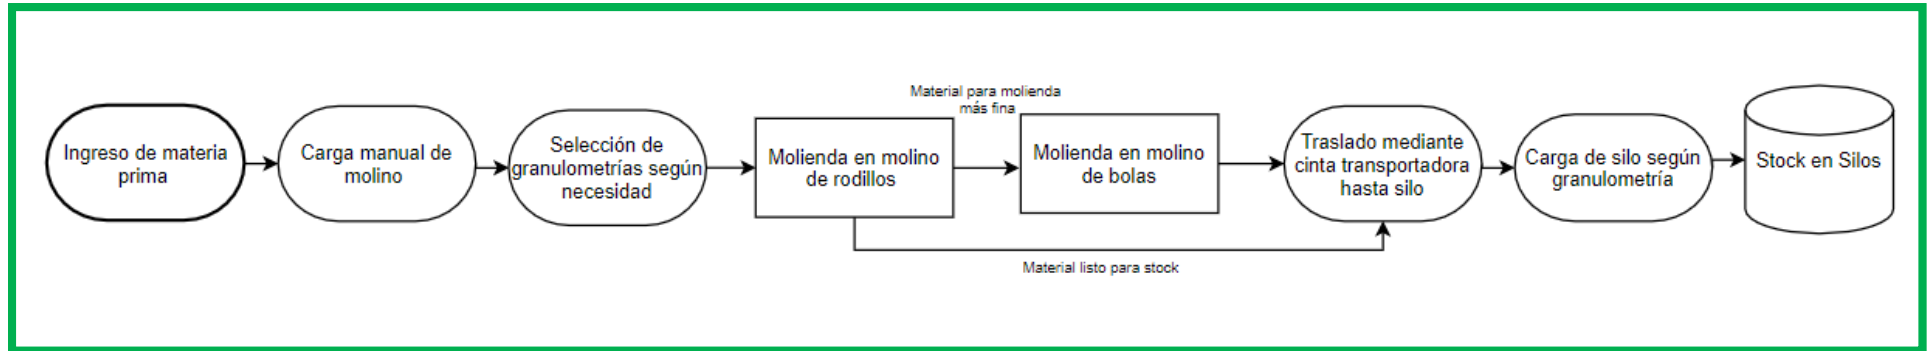 Ingreso de materia
prima
Carga manual de
molino
Selección de
granulometrías según
necesidad
Molienda en molino
de rodillos
Material para molienda
más fina
Molienda en molino
de bolas
Material listo para stock
Traslado mediante
cinta transportadora
hasta silo
Carga de silo según
granulometría
Stock en Silos